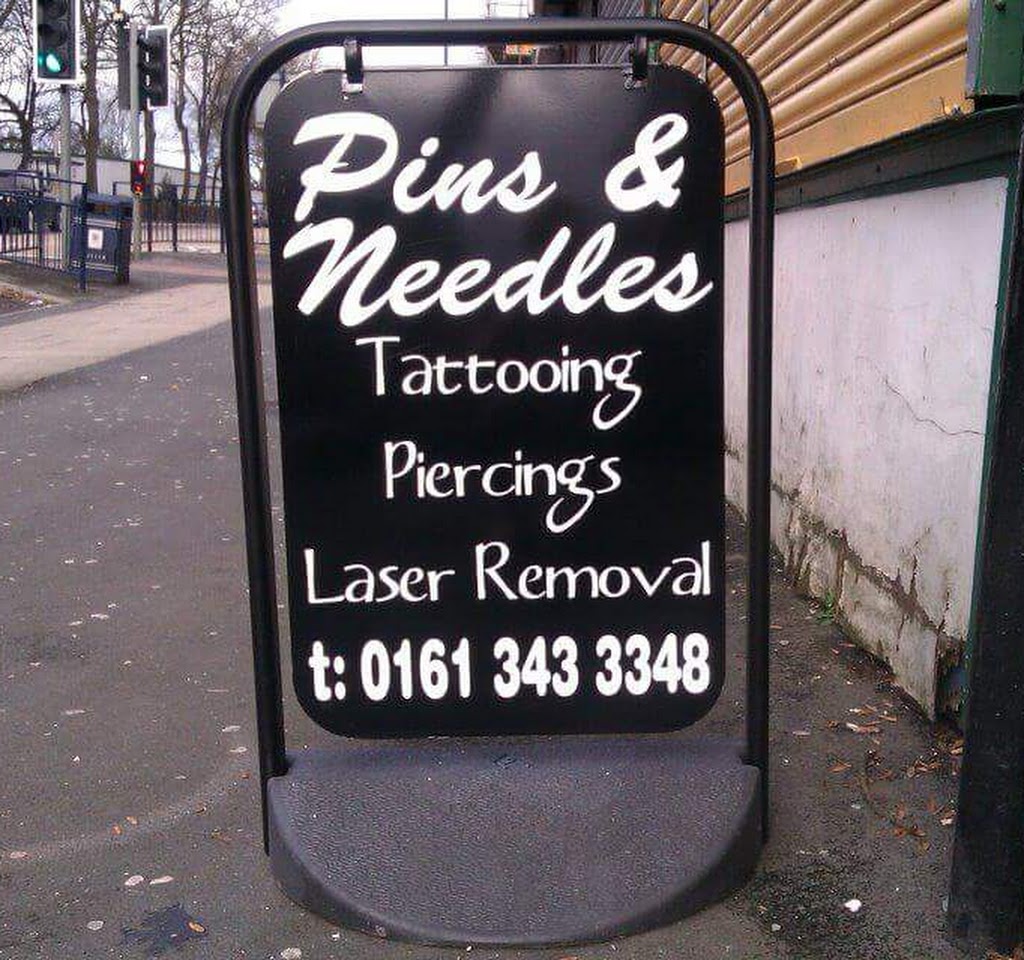 Pins &
Needles
Tattooing
Piercings
Laser Removal
t: 0161 343 3348